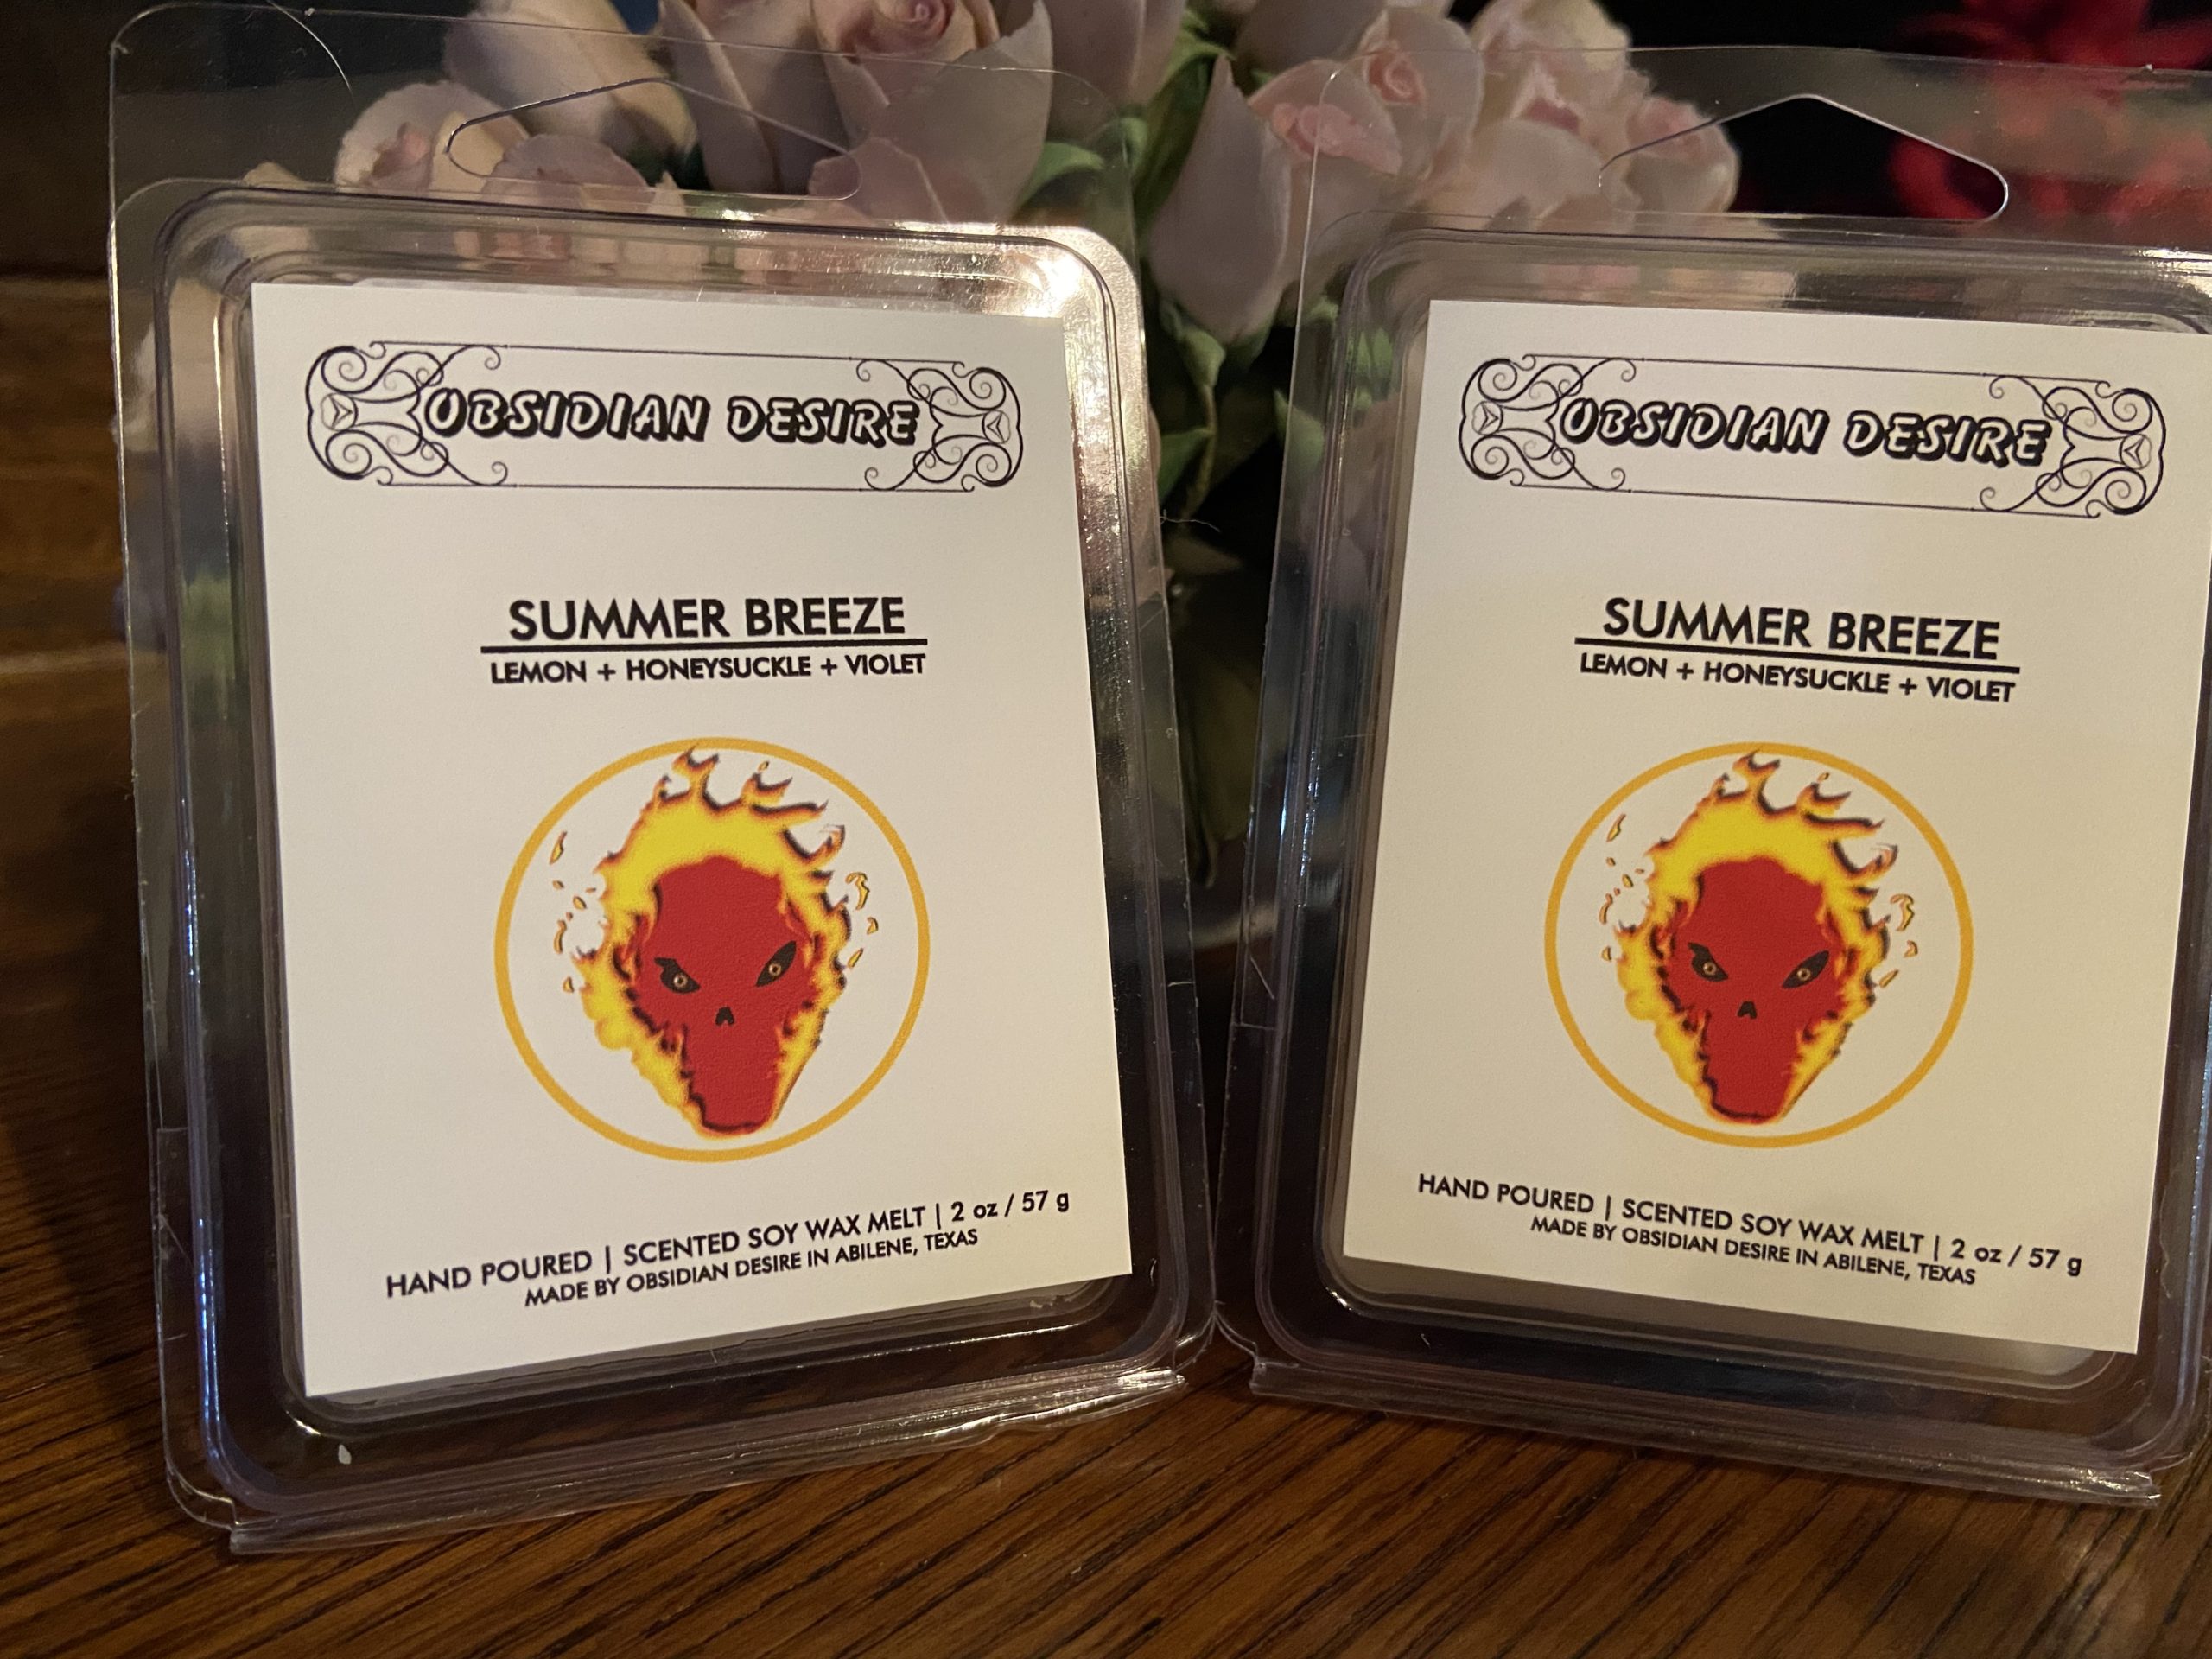 OBSIDIAN DESIRE
SUMMER BREEZE
LEMON + HONEYSUCKLE + VIOLET
HAND POURED | SCENTED SOY WAX MELT | 2 oz / 57 g
MADE BY OBSIDIAN DESIRE IN ABILENE, TEXAS
OBSIDIAN DESIRE
SUMMER BREEZE
LEMON + HONEYSUCKLE + VIOLET
HAND POURED | SCENTED SOY WAX MELT | 2 oz / 57 g
MADE BY OBSIDIAN DESIRE IN ABILENE, TEXAS